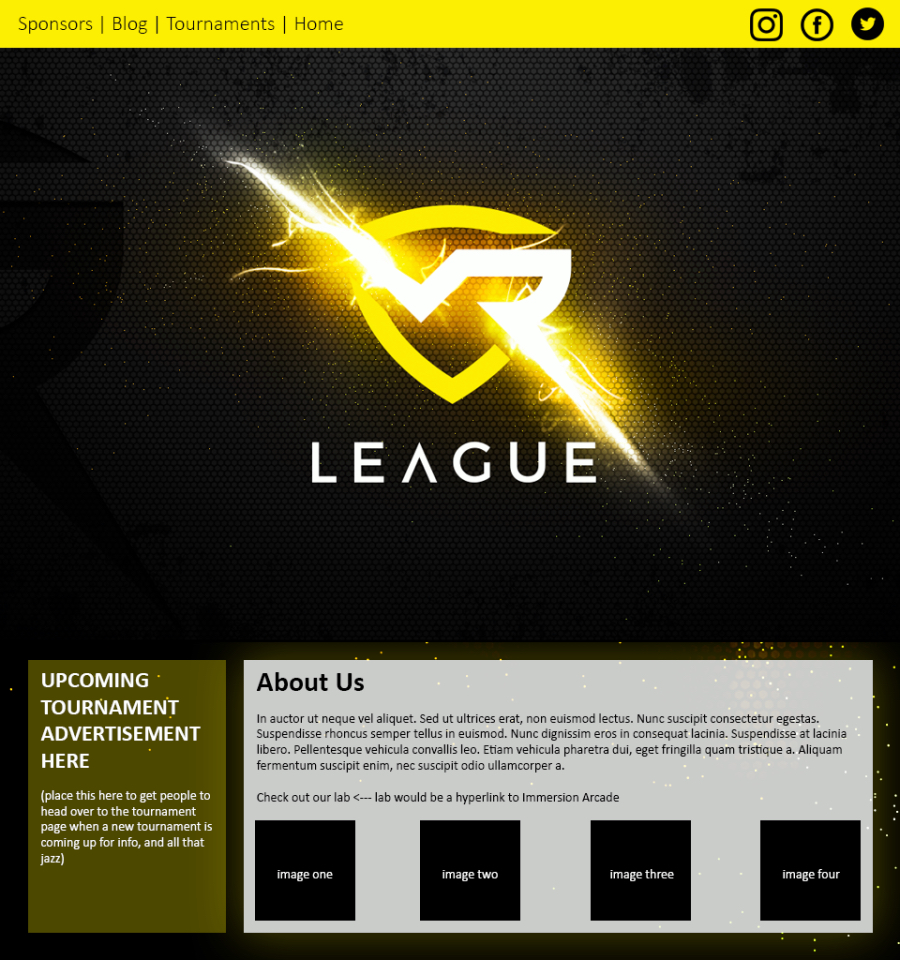 Sponsors | Blog | Tournaments | Home
VR
LEAGUE
UPCOMING
TOURNAMENT
ADVERTISEMENT
HERE
(place this here to get people to
head over to the tournament
page when a new tournament is
coming up for info, and all that
jazz)
About Us
In auctor ut neque vel aliquet. Sed ut ultrices erat, non euismod lectus. Nunc suscipit consectetur egestas.
Suspendisse rhoncus semper tellus in euismod. Nunc dignissim eros in consequat lacinia. Suspendisse at lacinia
libero. Pellentesque vehicula convallis leo. Etiam vehicula pharetra dui, eget fringilla quam tristique a. Aliquam
fermentum suscipit enim, nec suscipit odio ullamcorper a.
Check out our lab <--- lab would be a hyperlink to Immersion Arcade
image one
image two
image three
image four